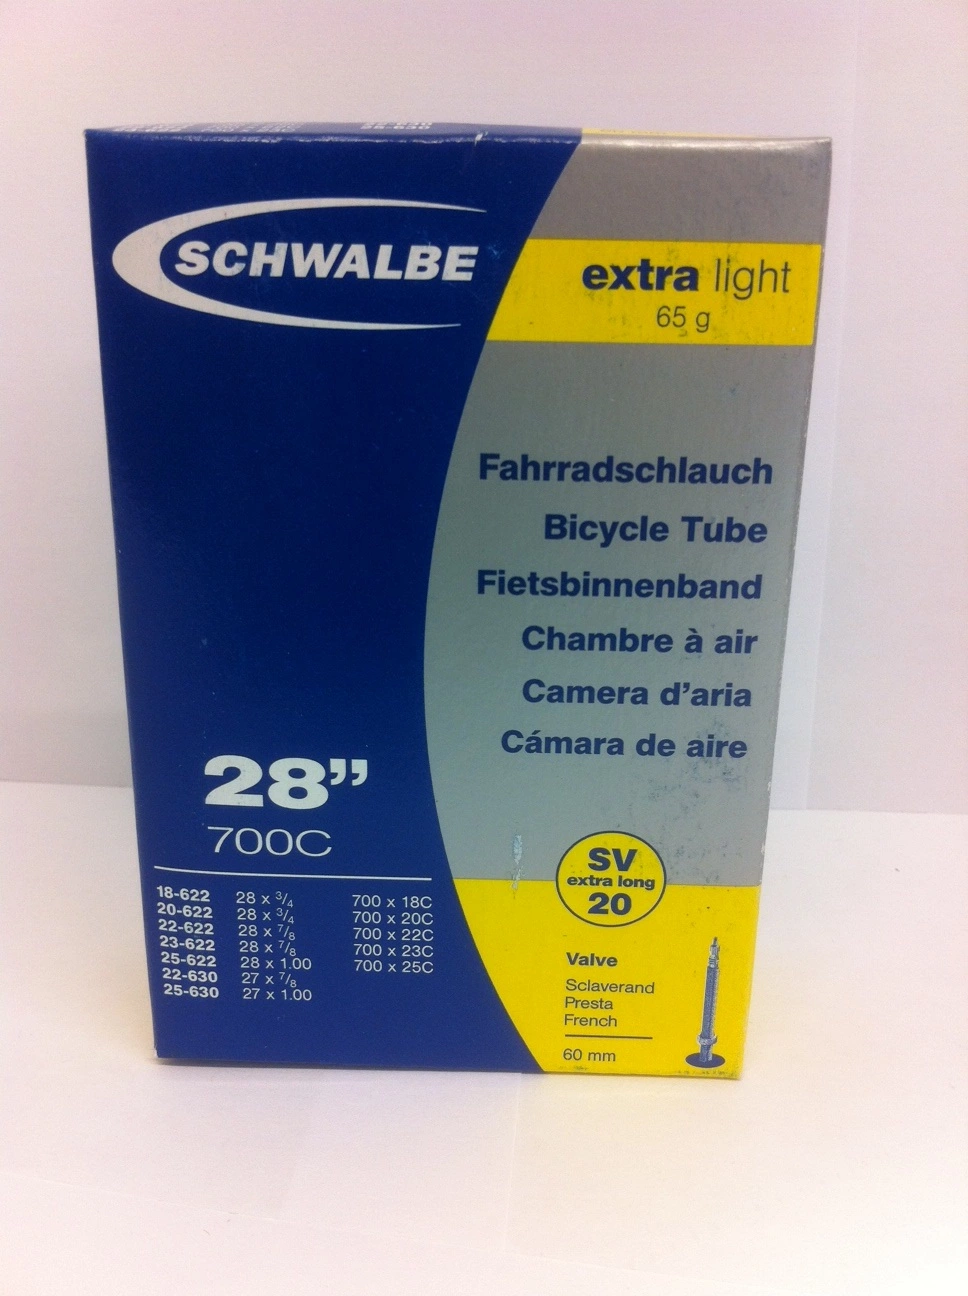 SCHWALBE
extra light
65 g
Fahrradschlauch
Bicycle Tube
Fietsbinnenband
Chambre à air
Camera d'aria
Cámara de aire
28”
700C
18-622 28 x 3/4 700 x 18C
20-622 28 x 3/4 700 x 20C
22-622 28 x 7/8 700 x 22C
23-622 28 x 7/8 700 x 23C
25-622 28 x 1.00 700 x 25C
22-630 27 x 7/8
25-630 27 x 1.00
SV
extra long
20
Valve
Sclaverand
Presta
French
60 mm